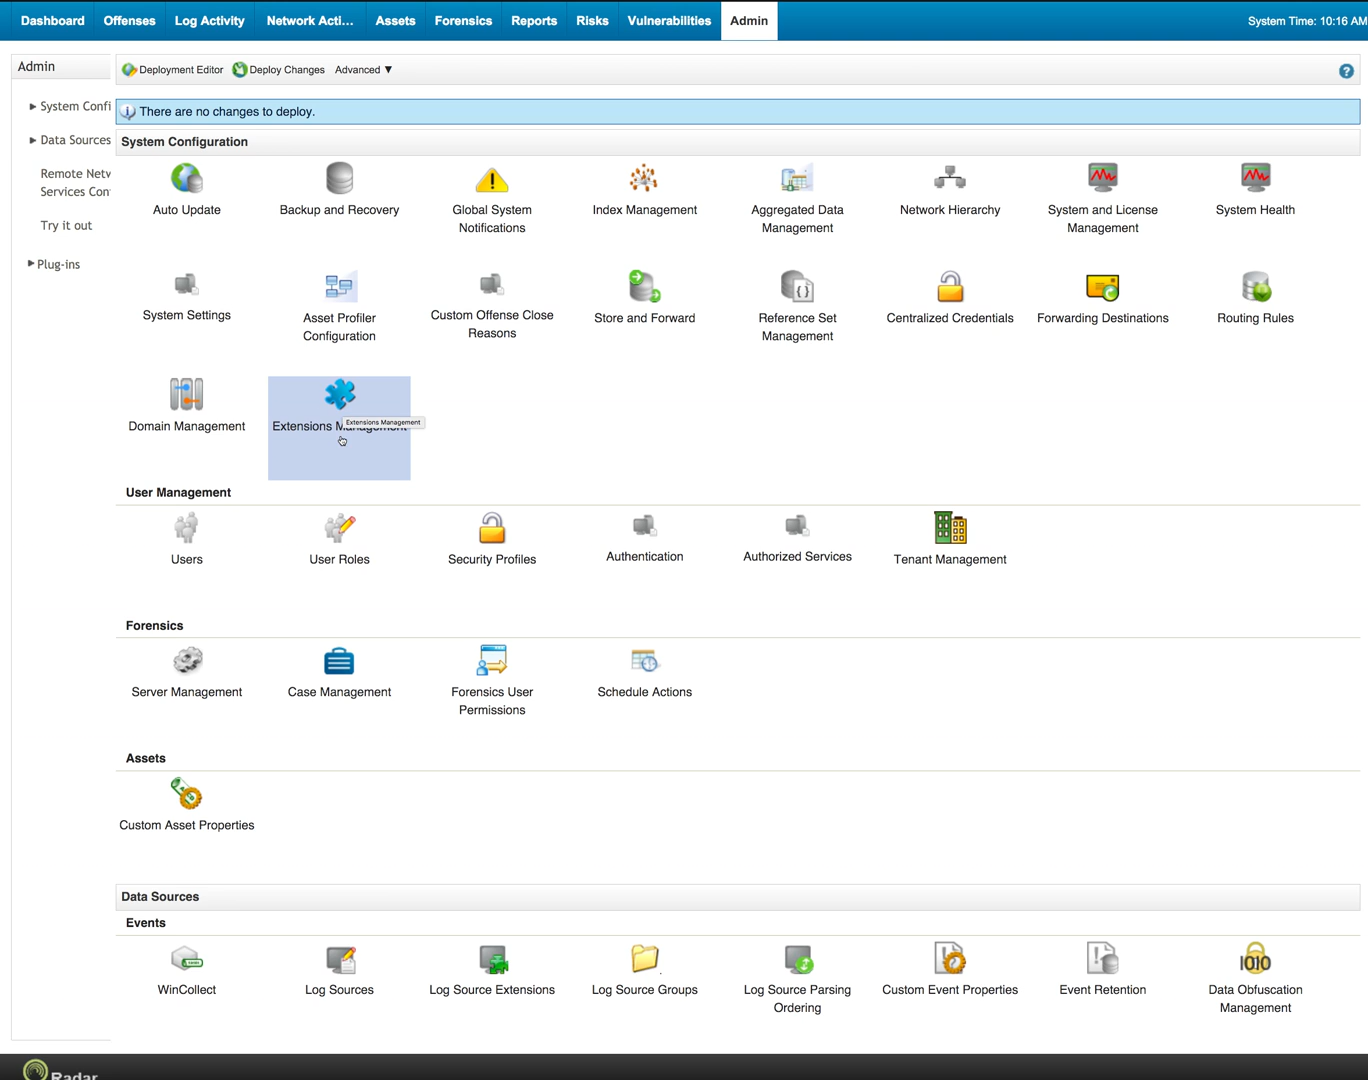 Dashboard Offenses Log Activity Network Acti... Assets Forensics Reports Risks Vulnerabilities Admin System Time: 10:16 AM
Admin
Deployment Editor Deploy Changes Advanced ▼
System Confi
There are no changes to deploy.
Data Sources
System Configuration
Remote Netw
Services Con
Try it out
Plug-ins
Auto Update Backup and Recovery Global System Notifications Index Management Aggregated Data Management Network Hierarchy System and License Management System Health
System Settings Asset Profiler Configuration Custom Offense Close Reasons Store and Forward Reference Set Management Centralized Credentials Forwarding Destinations Routing Rules
Domain Management Extensions Management
Extensions Management
User Management
Users User Roles Security Profiles Authentication Authorized Services Tenant Management
Forensics
Server Management Case Management Forensics User Permissions Schedule Actions
Assets
Custom Asset Properties
Data Sources
Events
WinCollect Log Sources Log Source Extensions Log Source Groups Log Source Parsing Ordering Custom Event Properties Event Retention Data Obfuscation Management
Radar